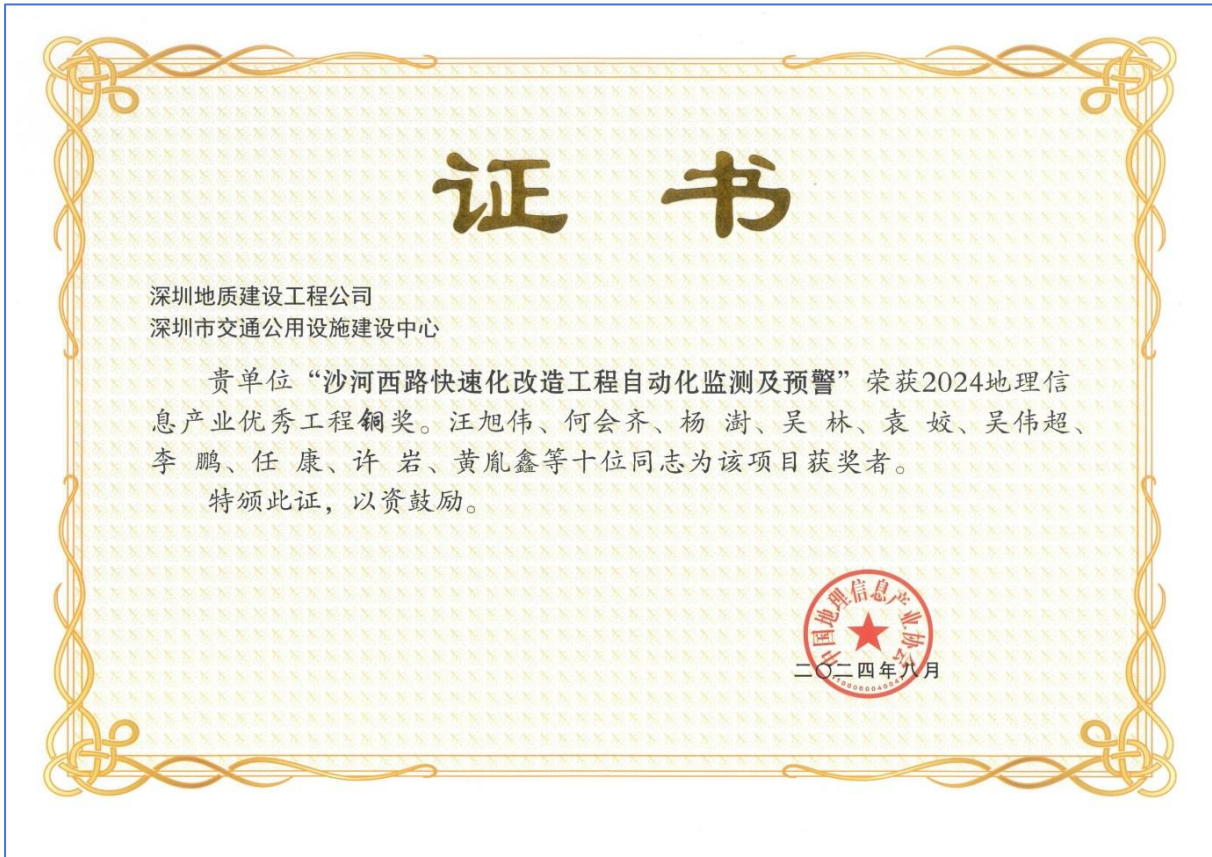 证 书
深圳地质建设工程公司
深圳市交通公用设施建设中心
贵单位“沙河西路快速化改造工程自动化监测及预警”荣获2024地理信
息产业优秀工程铜奖。汪旭伟、何会齐、杨 澍、吴 林、袁 姣、吴伟超、
李 鹏、任 康、许 岩、黄胤鑫等十位同志为该项目获奖者。
特颁此证，以资鼓励。
中国地理信息产业协会
二〇二四年八月